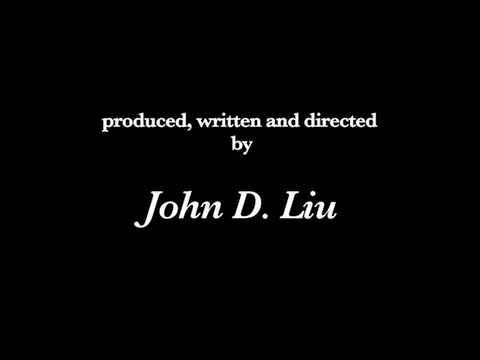 produced, written and directed
by
John D. Liu